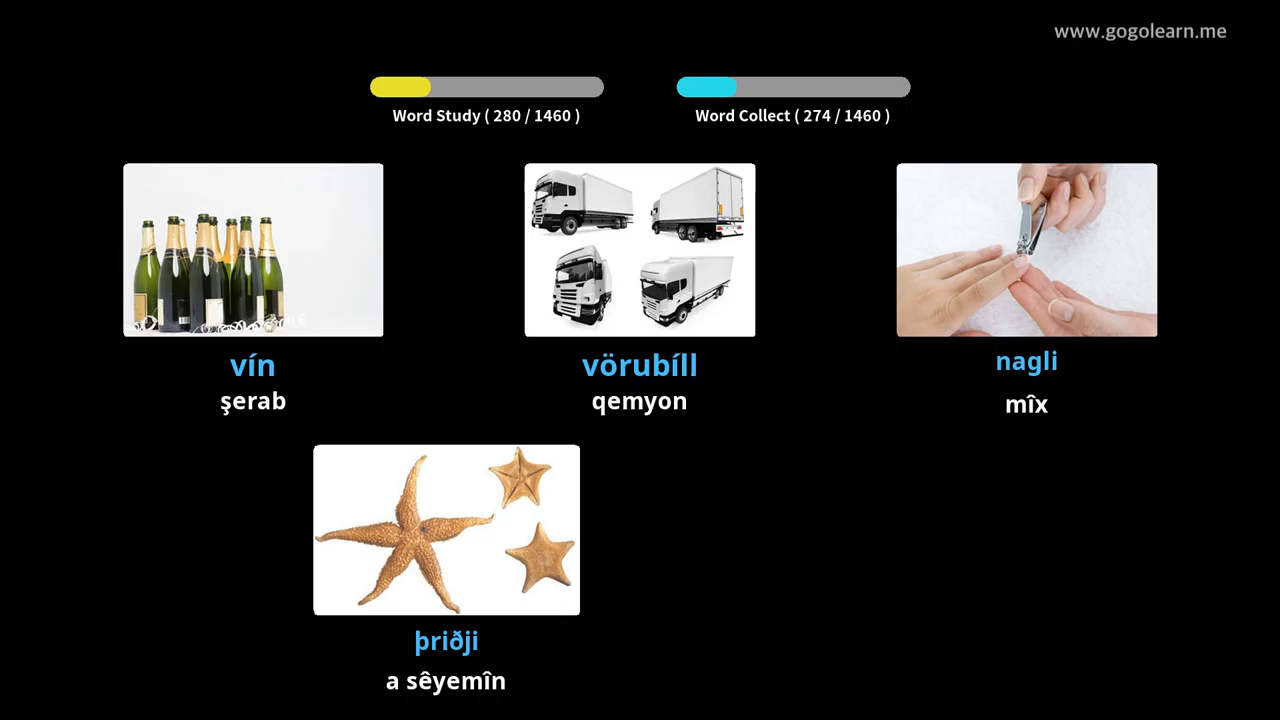 www.gogolearn.me
Word Study ( 280 / 1460 )
Word Collect ( 274 / 1460 )
vín
vörubíll
nagli
şerab
qemyon
mîx
þriðji
a sêyemîn